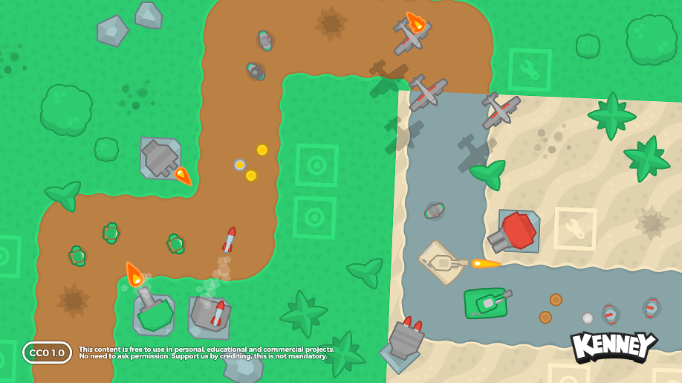 CC0 1.0
This content is free to use in personal, educational and commercial projects.
No need to ask permission. Support us by crediting, this is not mandatory.
KENNEY